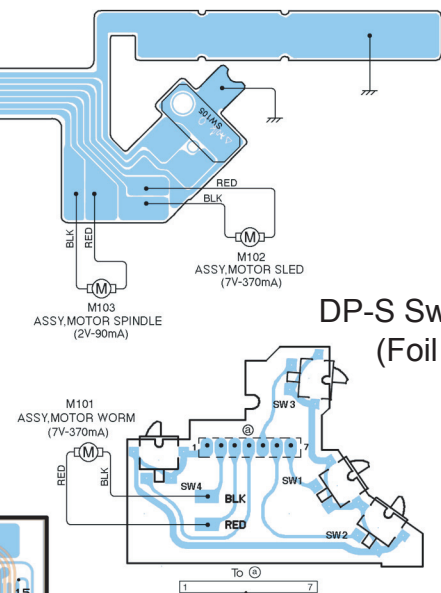 SW105
RED
BLK
BLK
RED
M
M102
ASSY,MOTOR SLED
(7V-370mA)
M
M103
ASSY,MOTOR SPINDLE
(2V-90mA)
DP-S Sw
(Foil
M101
ASSY,MOTOR WORM
(7V-370mA)
M
RED
BLK
SW3
a
1
7
SW4
SW1
BLK
RED
SW2
To a
1
7
15